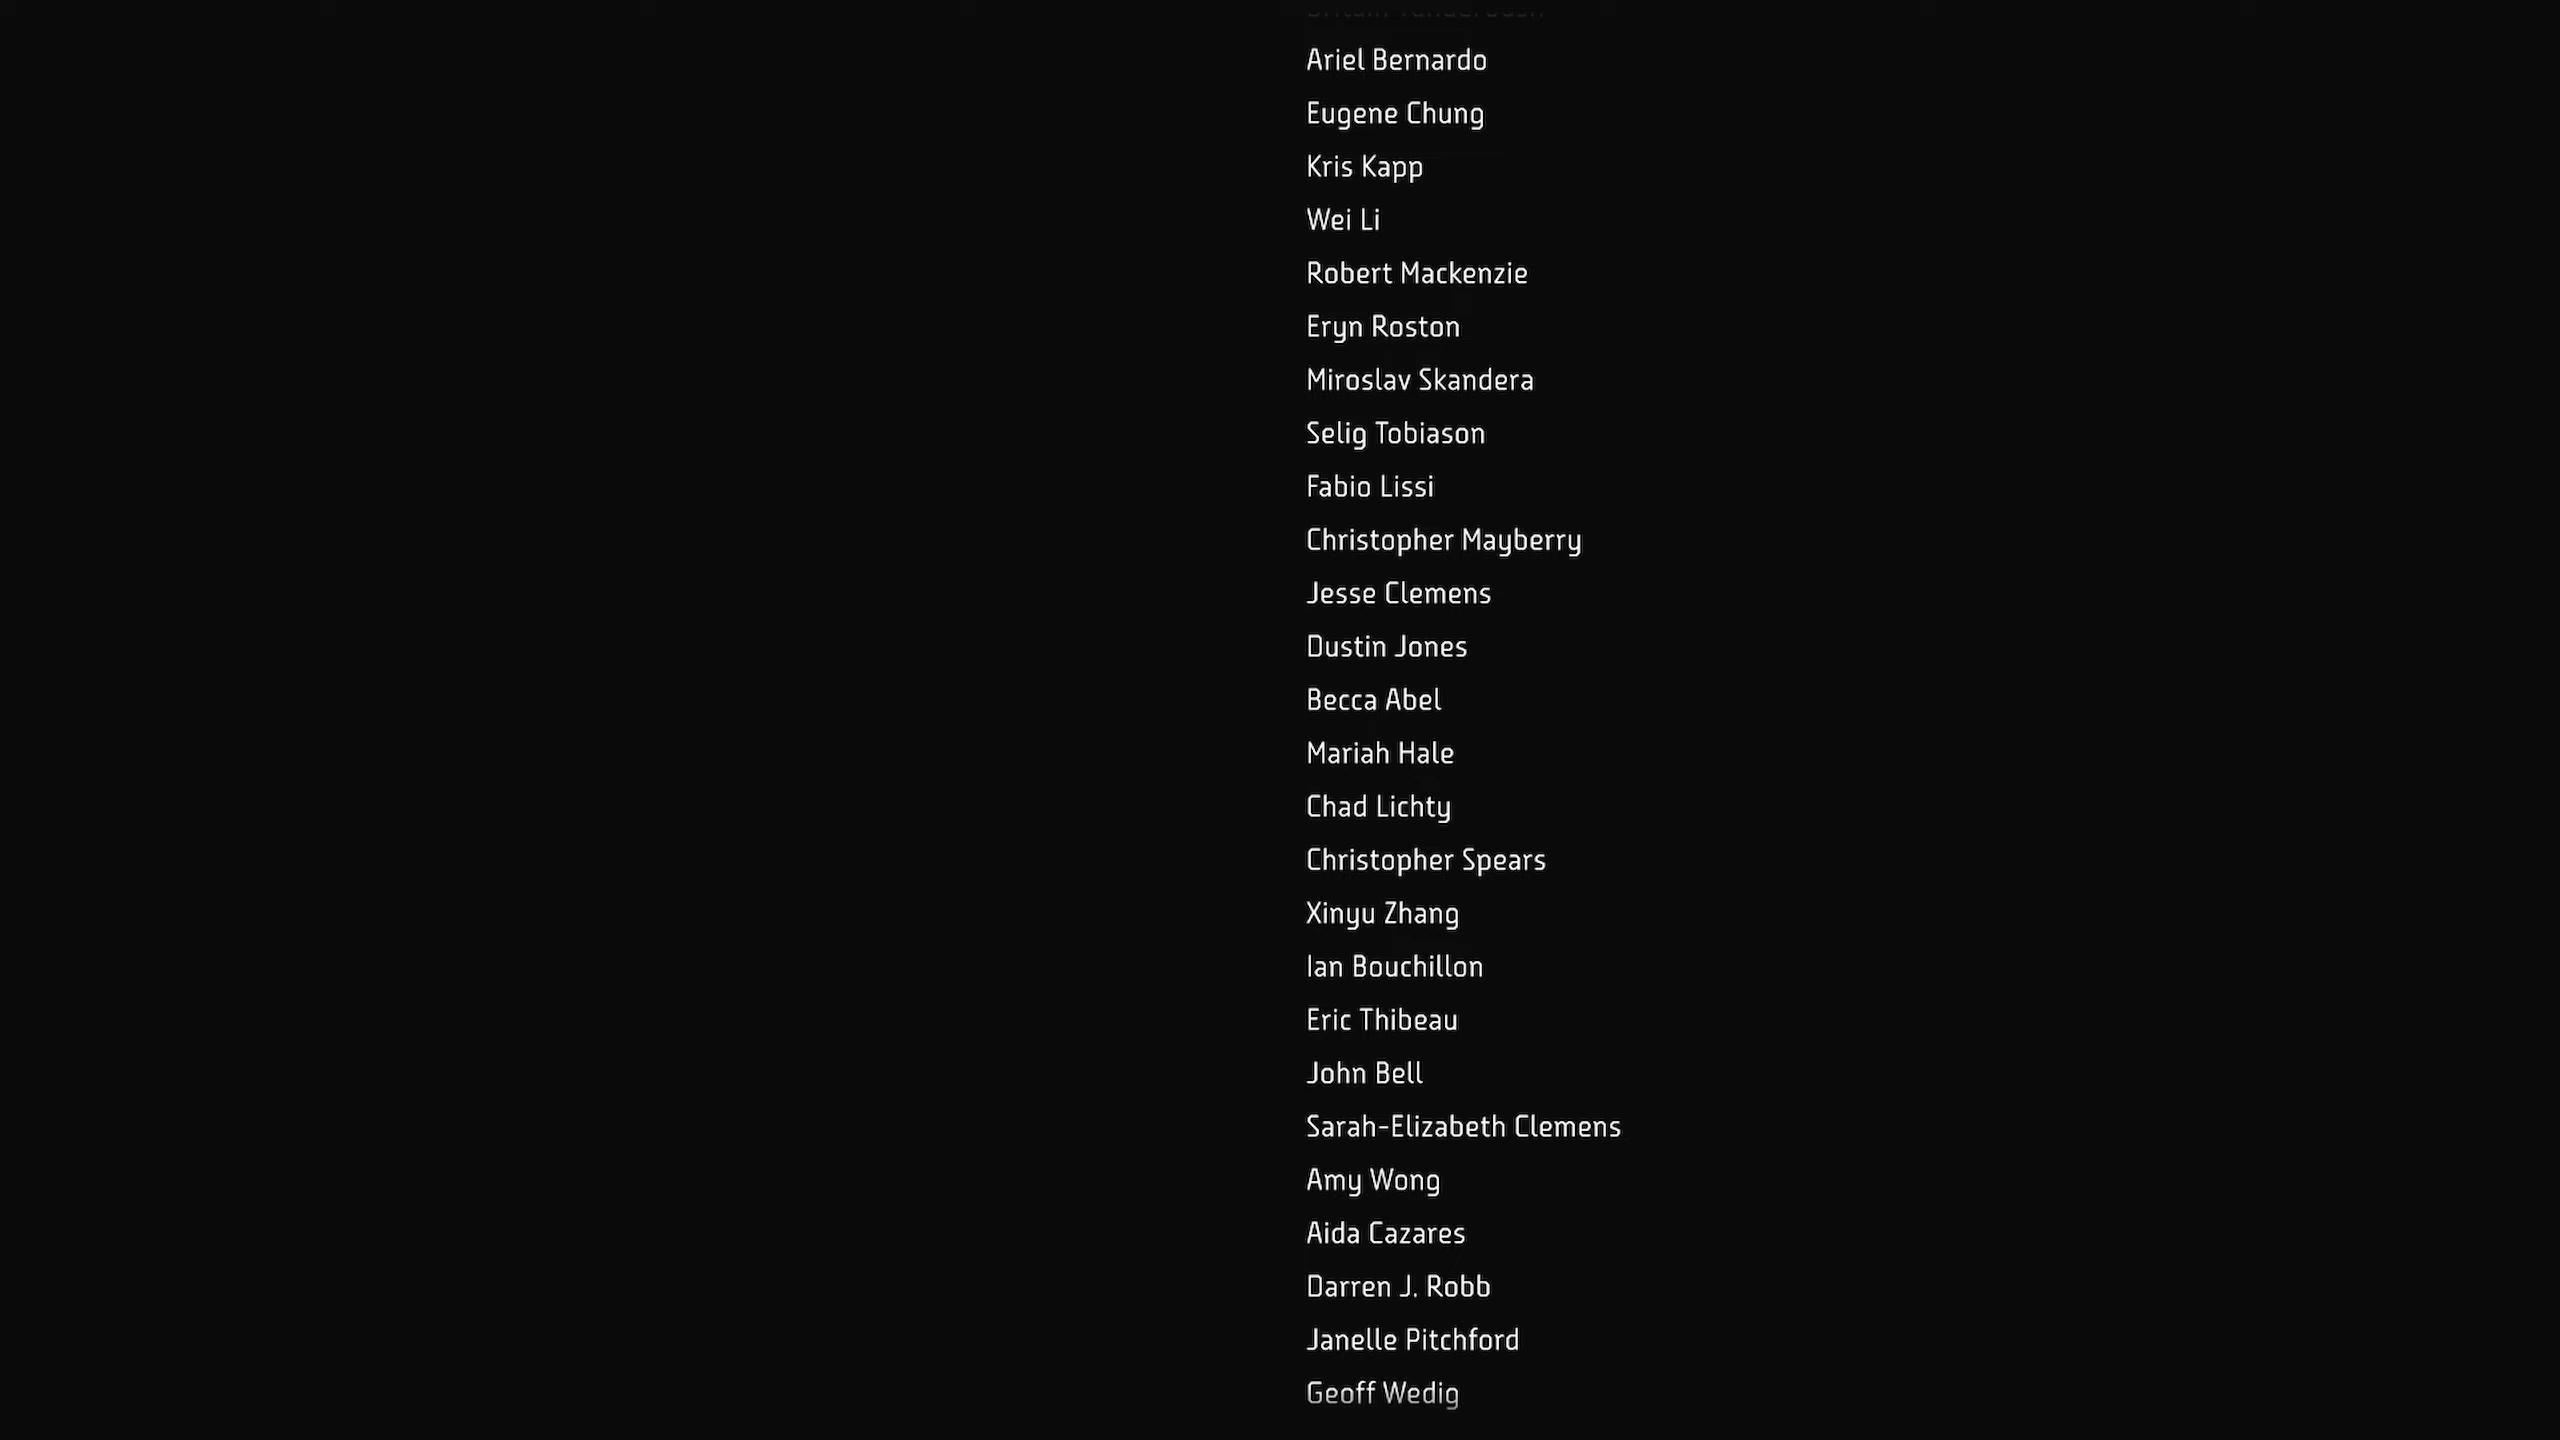 Ariel Bernardo
Eugene Chung
Kris Kapp
Wei Li
Robert Mackenzie
Eryn Roston
Miroslav Skandera
Selig Tobiason
Fabio Lissi
Christopher Mayberry
Jesse Clemens
Dustin Jones
Becca Abel
Mariah Hale
Chad Lichty
Christopher Spears
Xinyu Zhang
Ian Bouchillon
Eric Thibeau
John Bell
Sarah-Elizabeth Clemens
Amy Wong
Aida Cazares
Darren J. Robb
Janelle Pitchford
Geoff Wedig